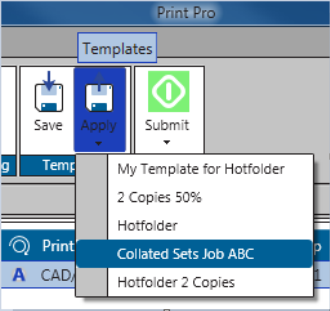 Print Pro
Templates
Save
Apply
Submit
g
Temp
My Template for Hotfolder
2 Copies 50%
Hotfolder
Collated Sets Job ABC
Hotfolder 2 Copies
Print
p
A
CAD/
1